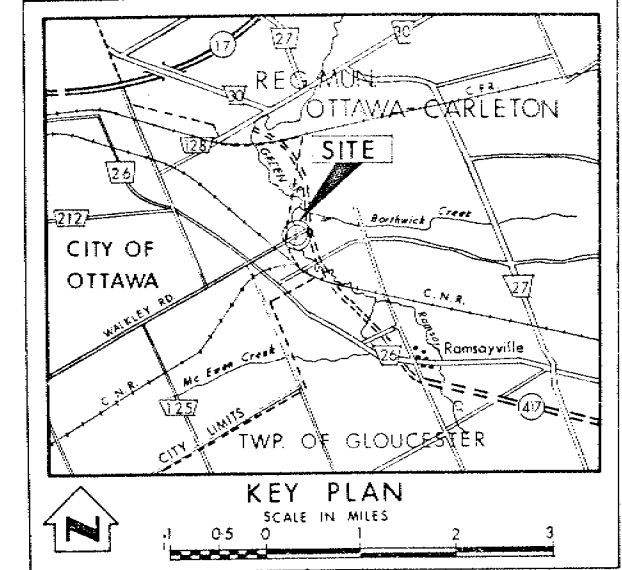 17
27
30
REG. MUN.
OTTAWA-CARLETON
C.P.R.
30
128
GREEN
SITE
26
212
Borthwick Creek
CITY OF
OTTAWA
WALKLEY RD
C.N.R.
27
Ramsay
Ramsayville
26
C.N.R.
Mc Ewen Creek
125
CITY LIMITS
417
TWP. OF GLOUCESTER
KEY PLAN
SCALE IN MILES
N
1 0·5 0 1 2 3